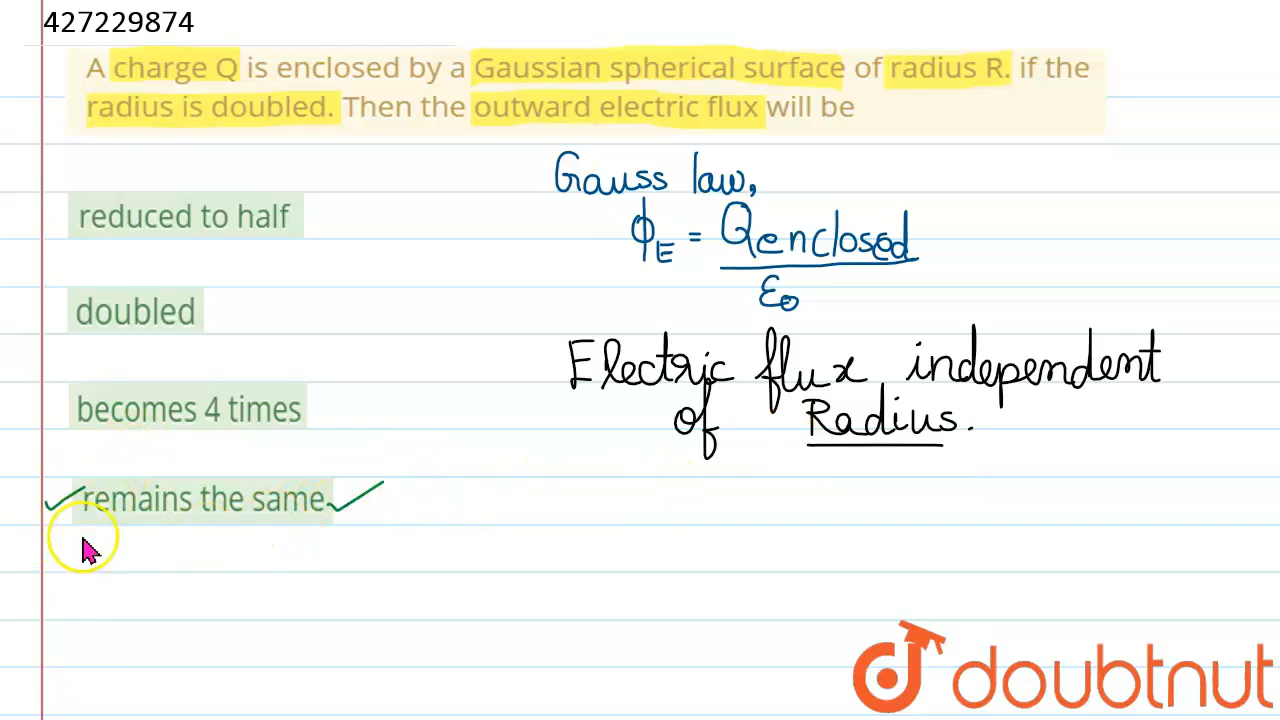 427229874
A charge Q is enclosed by a Gaussian spherical surface of radius R. if the
radius is doubled. Then the outward electric flux will be
Gauss law,
reduced to half
ϕE = Qenclosed
ε0
doubled
Electric flux independent
of Radius.
becomes 4 times
remains the same
doubtnut